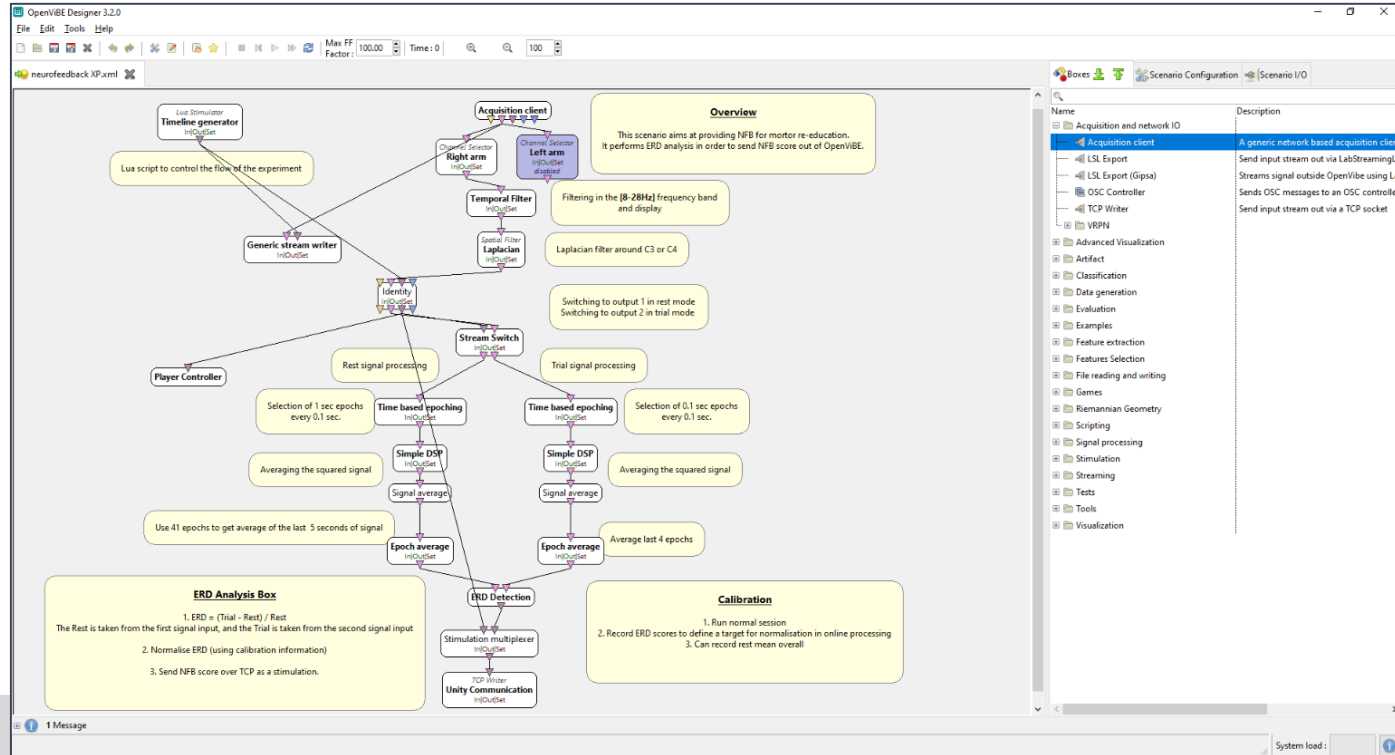 OpenViBE Designer 3.2.0
File Edit Tools Help
Max FF
Factor: 100.00 Time: 0 100
neurofeedback XP.xml
Boxes Scenario Configuration Scenario I/O
Lua Stimulator
Timeline generator
In|Out|Set
Acquisition client
Channel Selector
Right arm
In|Out|Set
Channel Selector
Left arm
In|Out|Set
disabled
Overview
This scenario aims at providing NFB for mortor re-education.
It performs ERD analysis in order to send NFB score out of OpenViBE.
Lua script to control the flow of the experiment
Temporal Filter
In|Out|Set
Filtering in the [8-28Hz] frequency band
and display
Generic stream writer
In|Out|Set
Spatial Filter
Laplacian
In|Out|Set
Laplacian filter around C3 or C4
Identity
In|Out|Set
Switching to output 1 in rest mode
Switching to output 2 in trial mode
Stream Switch
In|Out|Set
Player Controller
Rest signal processing
Trial signal processing
Selection of 1 sec epochs
every 0.1 sec.
Time based epoching
In|Out|Set
Time based epoching
In|Out|Set
Selection of 0.1 sec epochs
every 0.1 sec.
Averaging the squared signal
Simple DSP
In|Out|Set
Simple DSP
In|Out|Set
Averaging the squared signal
Signal average
Signal average
Use 41 epochs to get average of the last 5 seconds of signal
Epoch average
In|Out|Set
Epoch average
In|Out|Set
Average last 4 epochs
ERD Detection
ERD Analysis Box
1. ERD = (Trial - Rest) / Rest
The Rest is taken from the first signal input, and the Trial is taken from the second signal input
2. Normalise ERD (using calibration information)
3. Send NFB score over TCP as a stimulation.
Stimulation multiplexer
In|Out|Set
TCP Writer
Unity Communication
In|Out|Set
Calibration
1. Run normal session
2. Record ERD scores to define a target for normalisation in online processing
3. Can record rest mean overall
Name Description
Acquisition and network IO
Acquisition client A generic network based acquisition clien
LSL Export Send input stream out via LabStreamingL
LSL Export (Gipsa) Streams signal outside OpenVibe using La
OSC Controller Sends OSC messages to an OSC controlle
TCP Writer Send input stream out via a TCP socket
VRPN
Advanced Visualization
Artifact
Classification
Data generation
Evaluation
Examples
Feature extraction
Features Selection
File reading and writing
Games
Riemannian Geometry
Scripting
Signal processing
Stimulation
Streaming
Tests
Tools
Visualization
1 Message
System load :